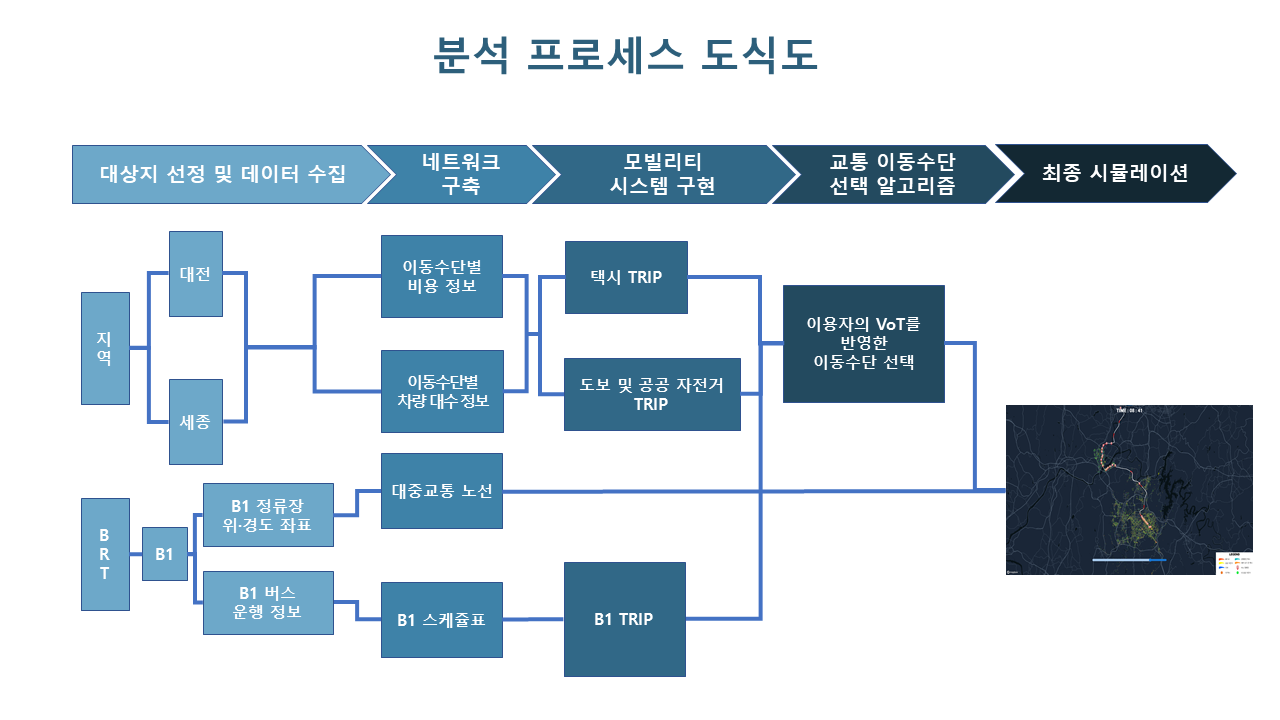 분석 프로세스 도식도
대상지 선정 및 데이터 수집
네트워크
구축
모빌리티
시스템 구현
교통 이동수단
선택 알고리즘
최종 시뮬레이션
지
역
대전
세종
이동수단별
비용 정보
이동수단별
차량 대수 정보
택시 TRIP
도보 및 공공 자전거
TRIP
이용자의 VoT를
반영한
이동수단 선택
B
R
T
B1
B1 정류장
위·경도 좌표
B1 버스
운행 정보
대중교통 노선
B1 스케쥴표
B1 TRIP